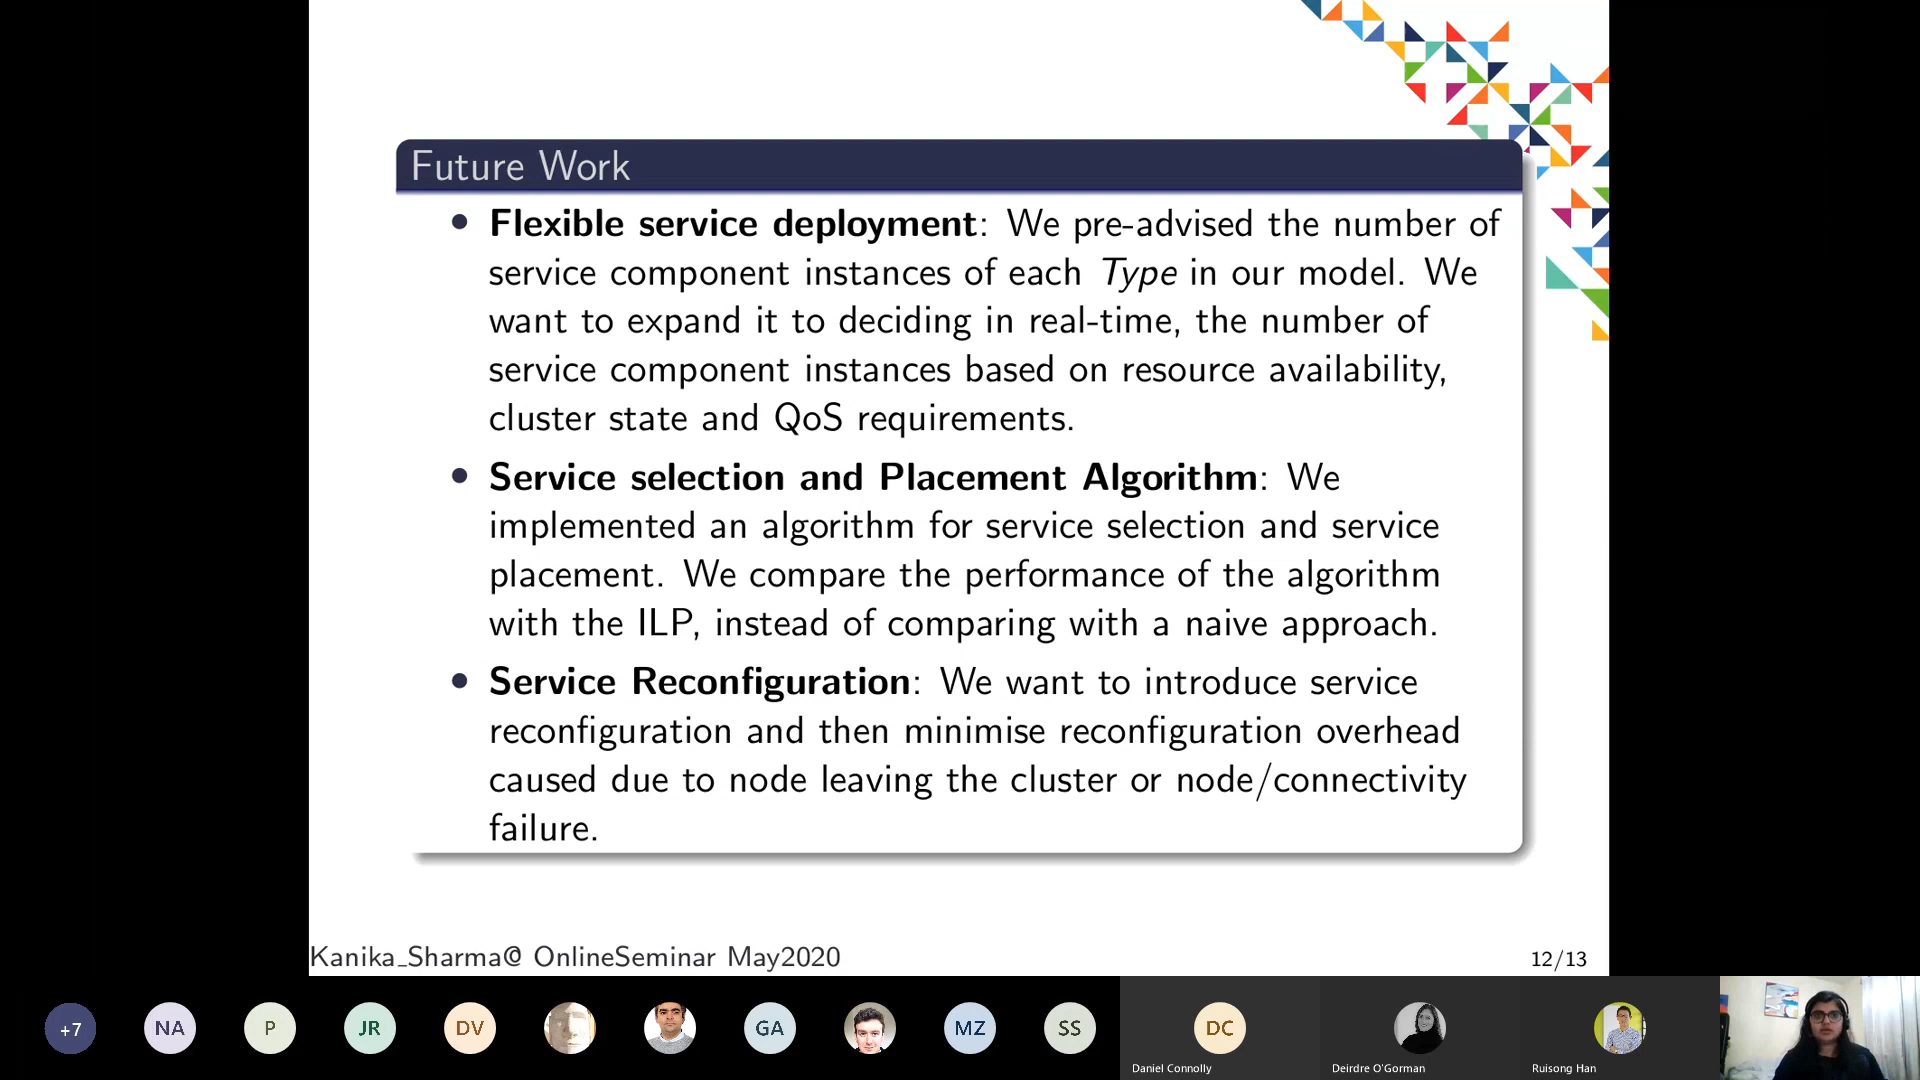 Future Work
• Flexible service deployment: We pre-advised the number of
service component instances of each Type in our model. We
want to expand it to deciding in real-time, the number of
service component instances based on resource availability,
cluster state and QoS requirements.
• Service selection and Placement Algorithm: We
implemented an algorithm for service selection and service
placement. We compare the performance of the algorithm
with the ILP, instead of comparing with a naive approach.
• Service Reconfiguration: We want to introduce service
reconfiguration and then minimise reconfiguration overhead
caused due to node leaving the cluster or node/connectivity
failure.
Kanika_Sharma@ OnlineSeminar May2020 12/13
+7 NA P JR DV GA MZ SS DC
Daniel Connolly Deirdre O'Gorman Ruisong Han